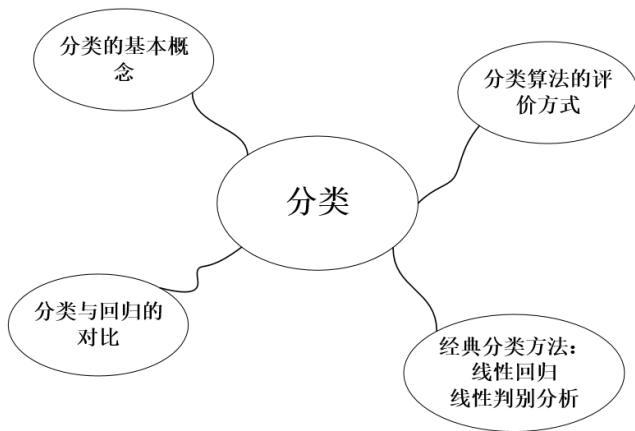 分类的基本概
念
分类算法的评
价方式
分类
分类与回归的
对比
经典分类方法：
线性回归
线性判别分析